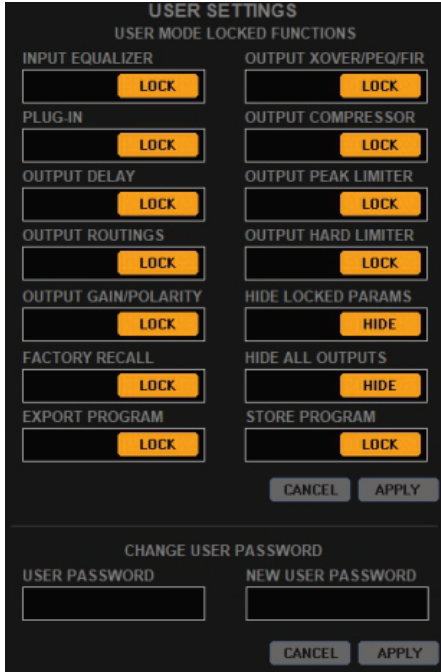 USER SETTINGS
USER MODE LOCKED FUNCTIONS
INPUT EQUALIZER OUTPUT XOVER/PEQ/FIR
LOCK LOCK
PLUG-IN OUTPUT COMPRESSOR
LOCK LOCK
OUTPUT DELAY OUTPUT PEAK LIMITER
LOCK LOCK
OUTPUT ROUTINGS OUTPUT HARD LIMITER
LOCK LOCK
OUTPUT GAIN/POLARITY HIDE LOCKED PARAMS
LOCK HIDE
FACTORY RECALL HIDE ALL OUTPUTS
LOCK HIDE
EXPORT PROGRAM STORE PROGRAM
LOCK LOCK
CANCEL APPLY
CHANGE USER PASSWORD
USER PASSWORD NEW USER PASSWORD
CANCEL APPLY